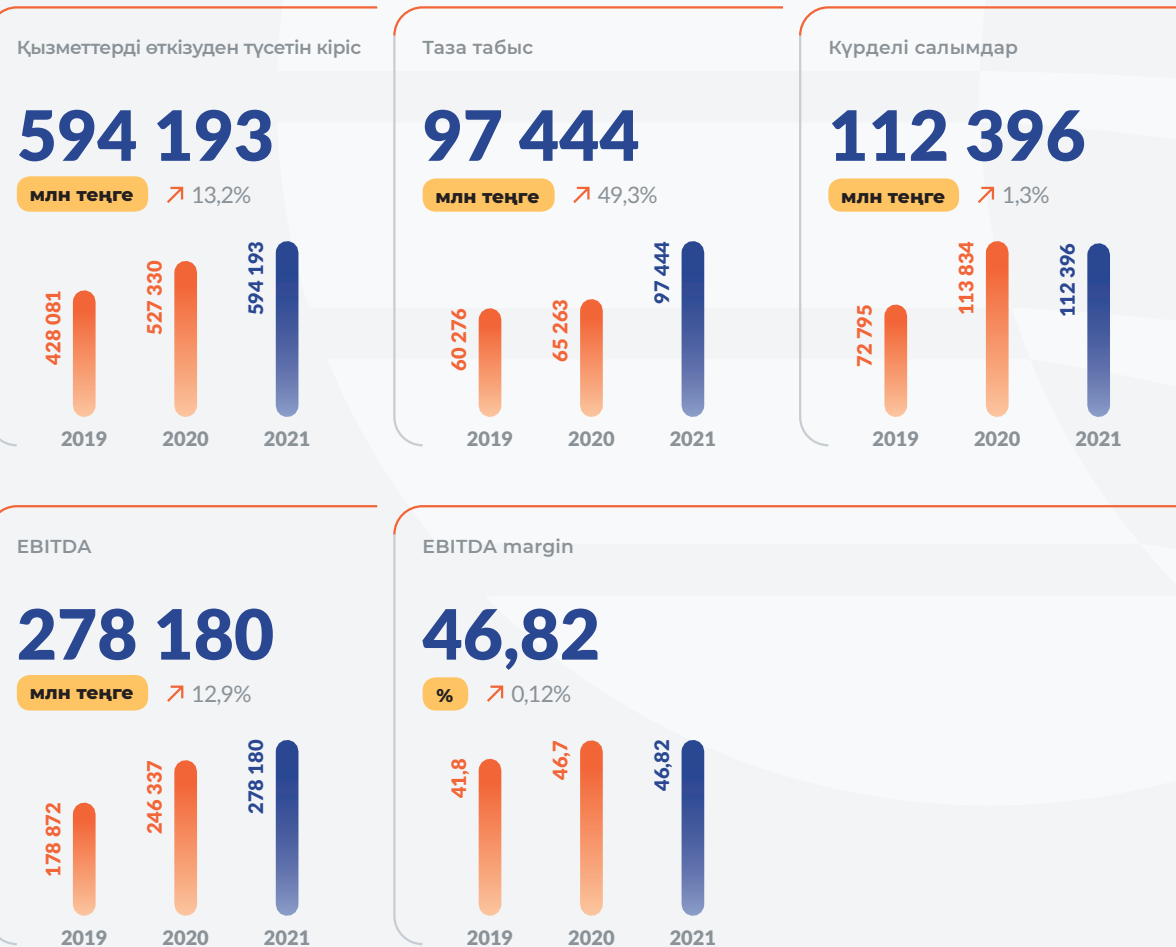 Қызметтерді өткізуден түсетін кіріс
594 193
млн теңге 13,2%
428 081
527 330
594 193
2019 2020 2021
Таза табыс
97 444
млн теңге 49,3%
60 276
65 263
97 444
2019 2020 2021
Күрделі салымдар
112 396
млн теңге 1,3%
72 795
113 834
112 396
2019 2020 2021
EBITDA
278 180
млн теңге 12,9%
178 872
246 337
278 180
2019 2020 2021
EBITDA margin
46,82
% 0,12%
41,8
46,7
46,82
2019 2020 2021